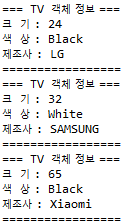 === TV 객체 정보 ===
크 기 : 24
색 상 : Black
제조사 : LG
=================
=== TV 객체 정보 ===
크 기 : 32
색 상 : White
제조사 : SAMSUNG
=================
=== TV 객체 정보 ===
크 기 : 65
색 상 : Black
제조사 : Xiaomi
=================